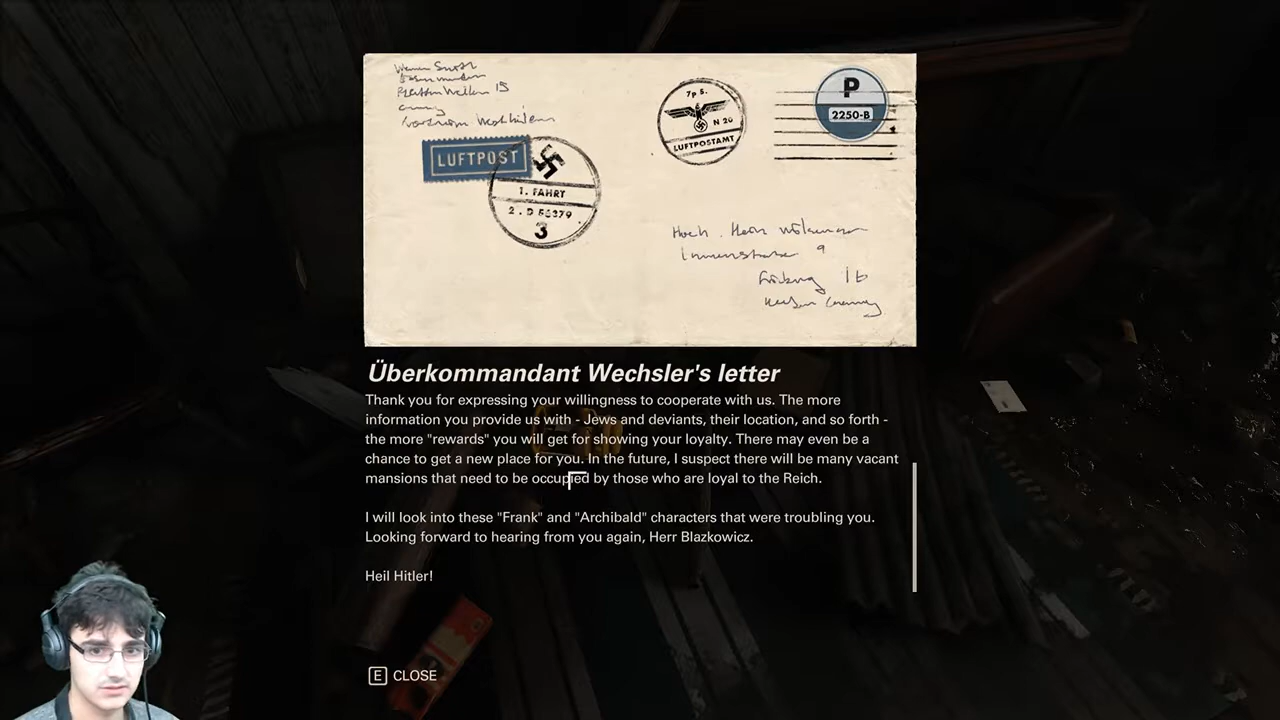 7p 5.
P
2250-B
N 26
LUFTPOSTAMT
LUFTPOST
1. FAHRT
3
Überkommandant Wechsler's letter
Thank you for expressing your willingness to cooperate with us. The more
information you provide us with - Jews and deviants, their location, and so forth -
the more "rewards" you will get for showing your loyalty. There may even be a
chance to get a new place for you. In the future, I suspect there will be many vacant
mansions that need to be occupied by those who are loyal to the Reich.
I will look into these "Frank" and "Archibald" characters that were troubling you.
Looking forward to hearing from you again, Herr Blazkowicz.
Heil Hitler!
E CLOSE